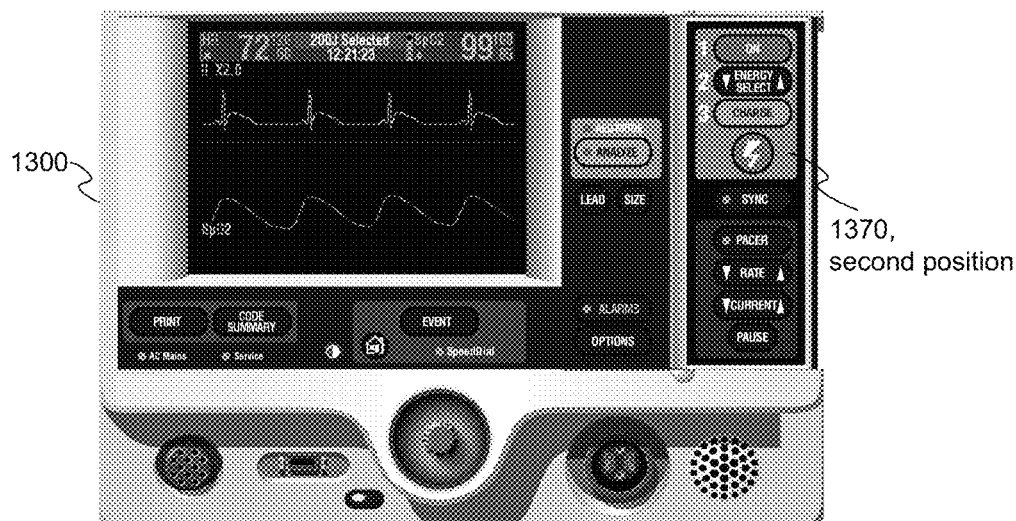 HR 72 200J Selected SpO2 99
12:21:23
II X2.0
SpO2
1 ON
2 ENERGY SELECT
3 CHARGE
ANALYZE
LEAD SIZE
SYNC
PACER
RATE
CURRENT
PAUSE
ALARMS
OPTIONS
PRINT
CODE SUMMARY
EVENT
AC Mains
Service
SpeedDial
1300
1370,
second position